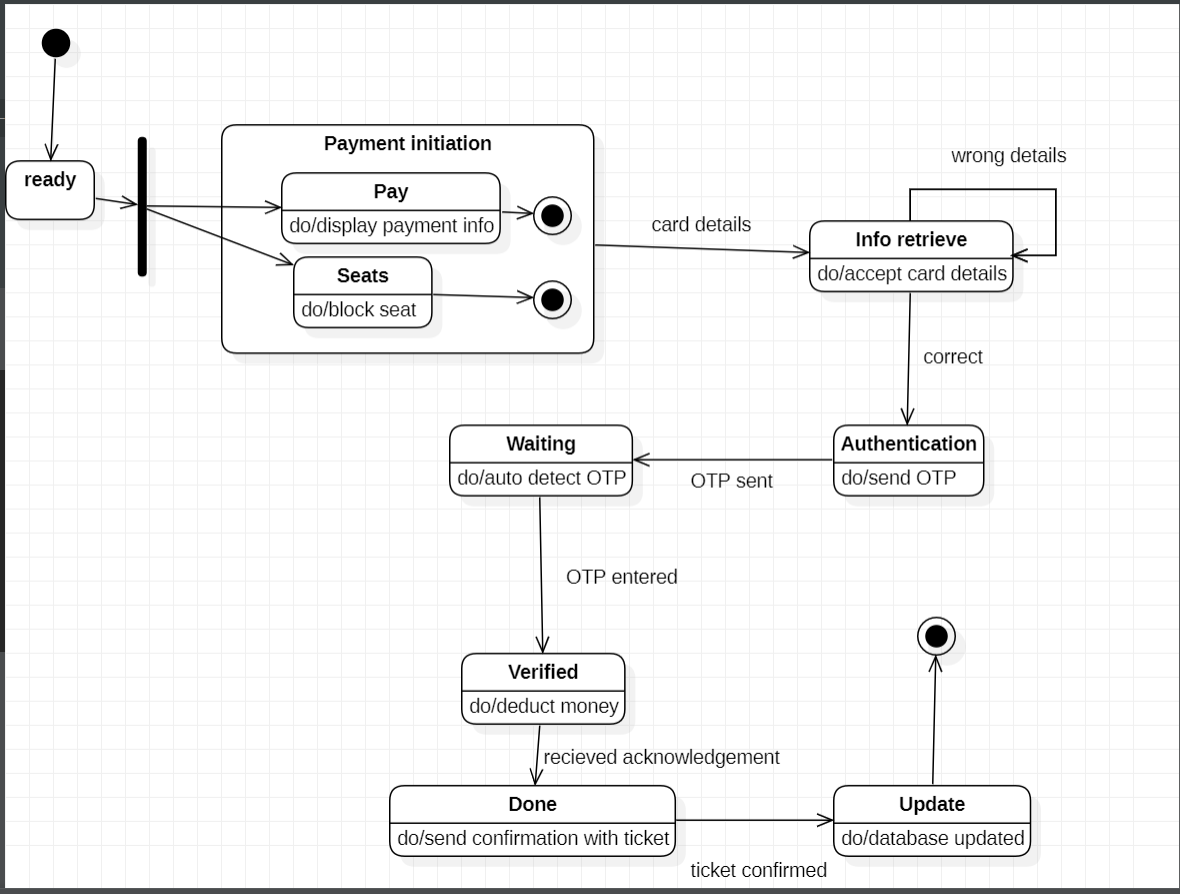 ready
Payment initiation
Pay
do/display payment info
Seats
do/block seat
card details
wrong details
Info retrieve
do/accept card details
correct
Authentication
do/send OTP
OTP sent
Waiting
do/auto detect OTP
OTP entered
Verified
do/deduct money
recieved acknowledgement
Done
do/send confirmation with ticket
ticket confirmed
Update
do/database updated